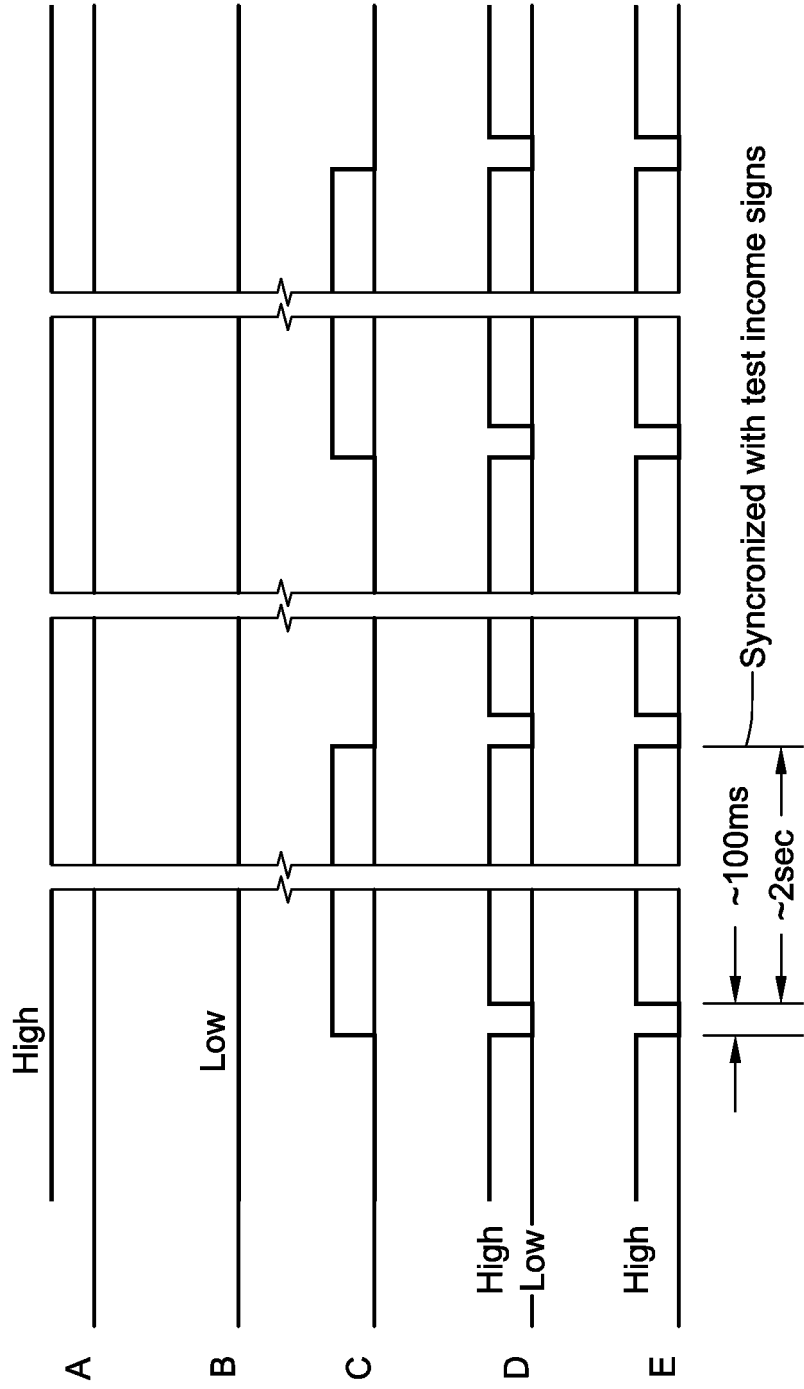 High
A
Low
B
C
High
D
Low
High
E
~100ms
~2sec
Syncronized with test income signs